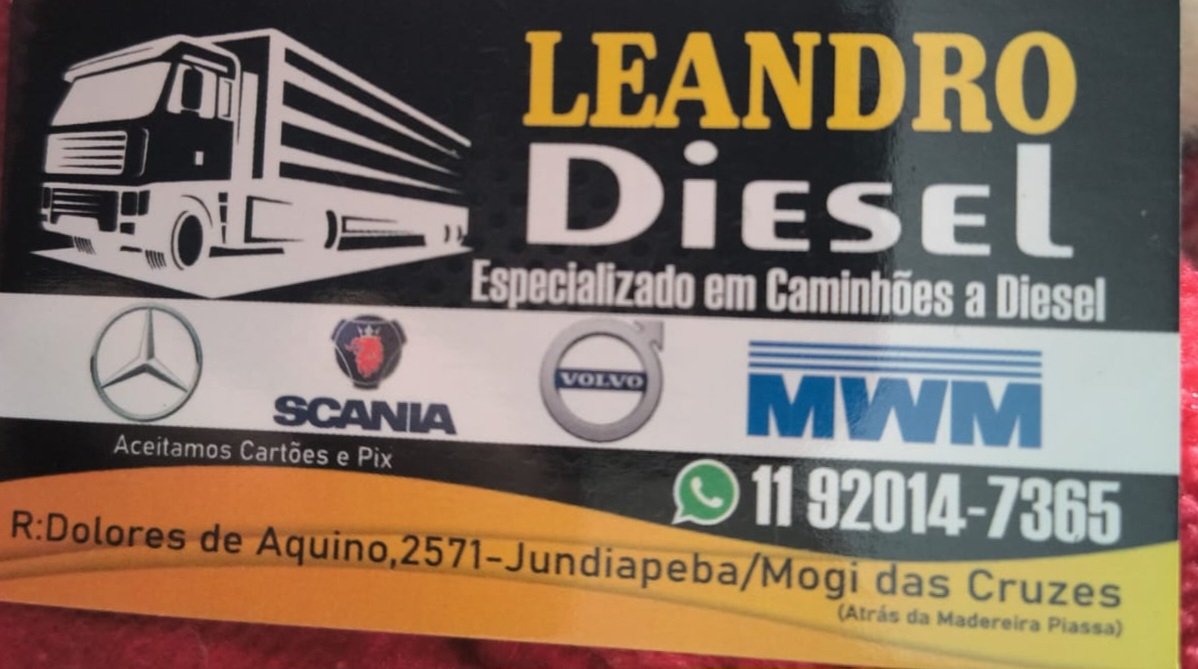 LEANDRO
DIESEL
Especializado em Caminhões a Diesel
SCANIA
VOLVO
MWM
Aceitamos Cartões e Pix
11 92014-7365
R:Dolores de Aquino,2571-Jundiapeba/Mogi das Cruzes
(Atrás da Madereira Piassa)